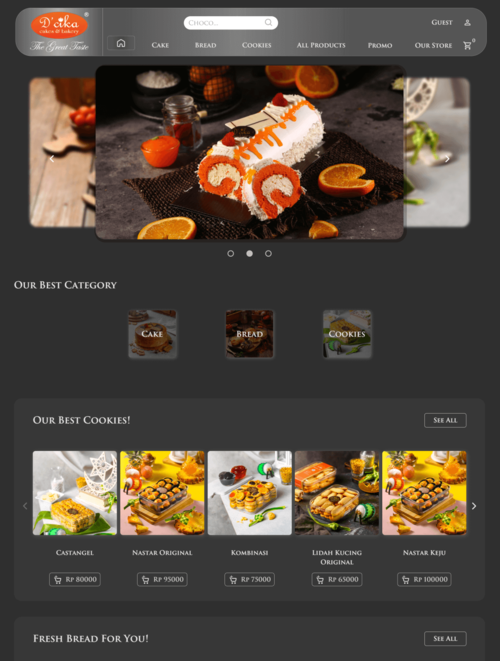 D'cika
®
cakes & bakery
The Great Taste
Choco...
Guest
Cake
Bread
Cookies
All Products
Promo
Our Store
0
Our Best Category
Cake
Bread
Cookies
Our Best Cookies!
See All
Castangel
Nastar Original
Kombinasi
Lidah Kucing
Original
Nastar Keju
Rp 80000
Rp 95000
Rp 75000
Rp 65000
Rp 100000
Fresh Bread For You!
See All